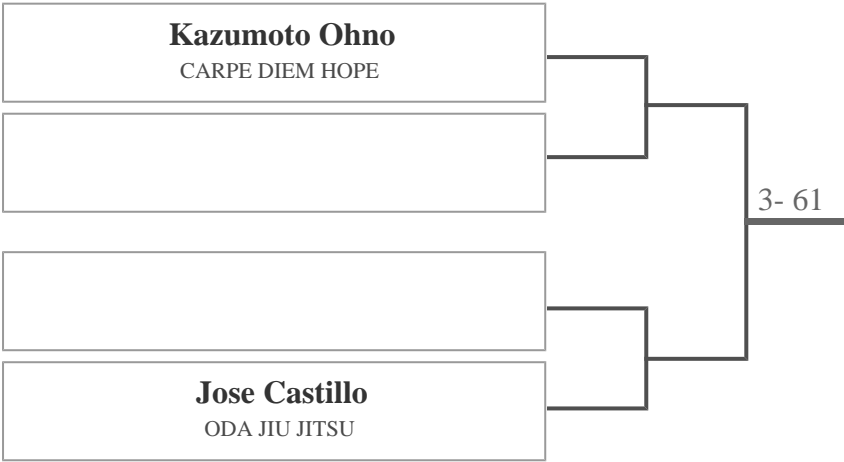 Kazumoto Ohno
CARPE DIEM HOPE
3- 61
Jose Castillo
ODA JIU JITSU